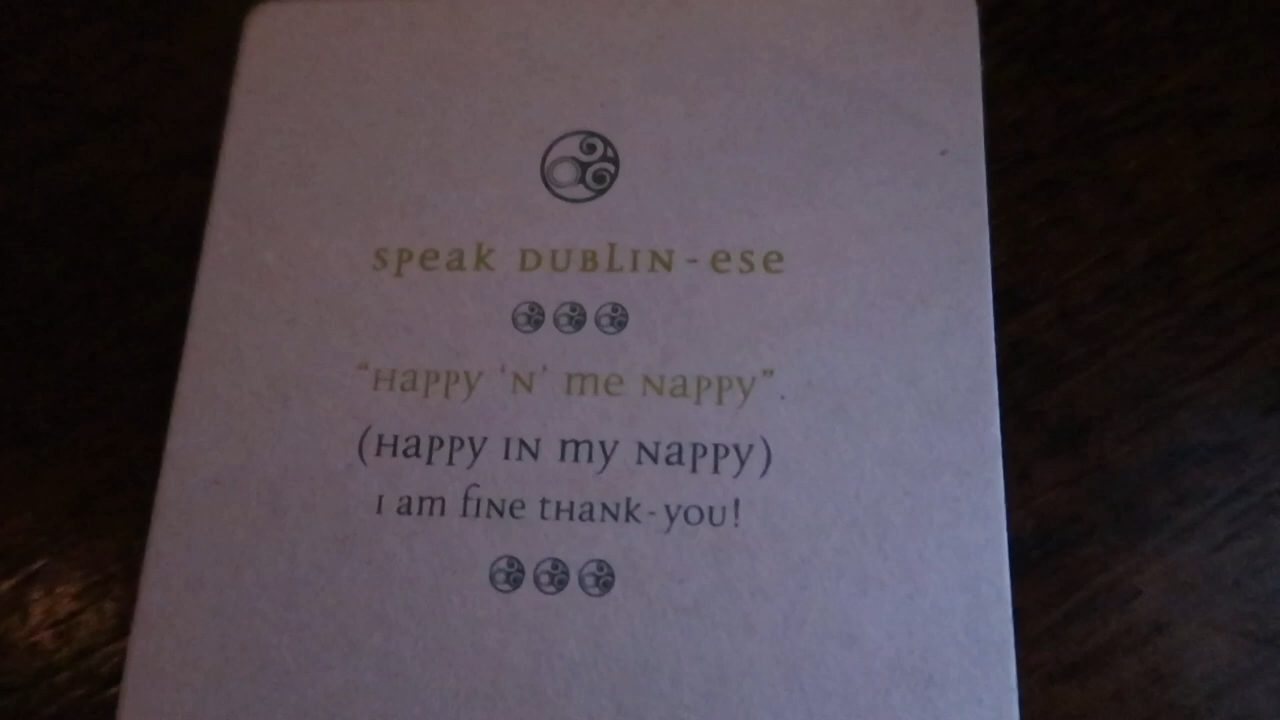 speak DUBLIN-ese
"Happy 'N' me Nappy".
(Happy IN my Nappy)
I am fine thank-you!